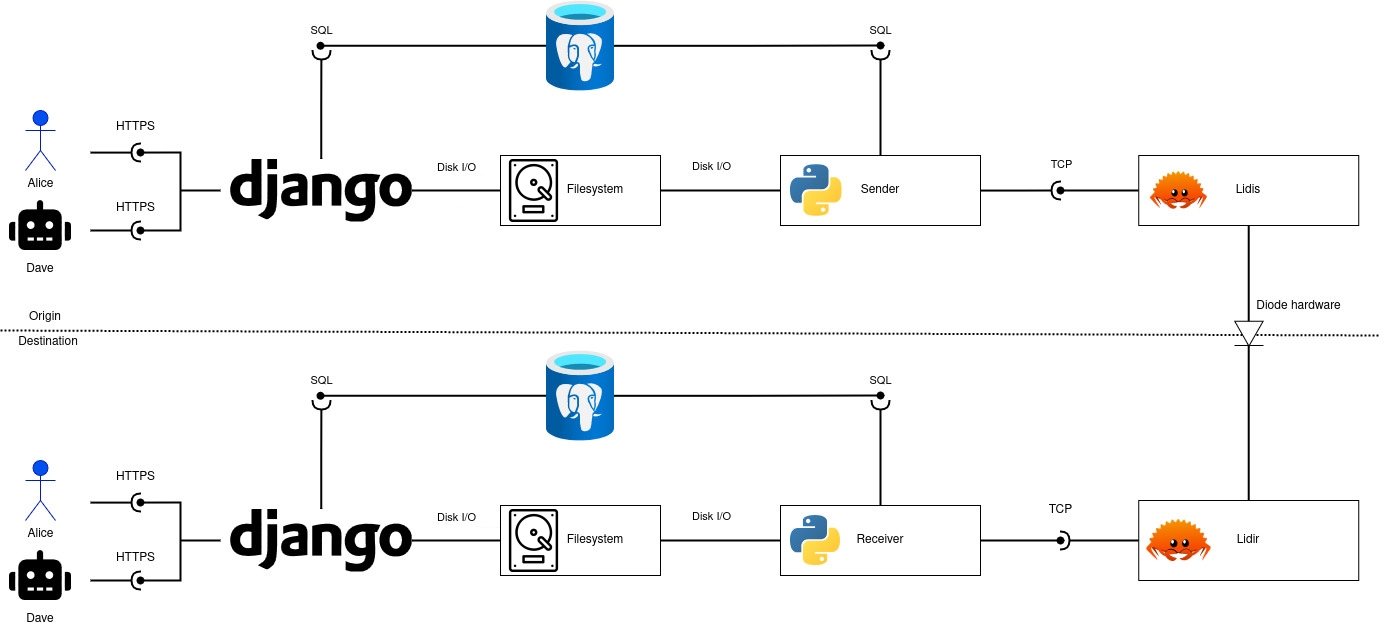 SQL
SQL
HTTPS
Alice
HTTPS
Dave
django
Disk I/O
Filesystem
Disk I/O
Sender
TCP
Lidis
Diode hardware
Origin
Destination
SQL
SQL
HTTPS
Alice
HTTPS
Dave
django
Disk I/O
Filesystem
Disk I/O
Receiver
TCP
Lidir